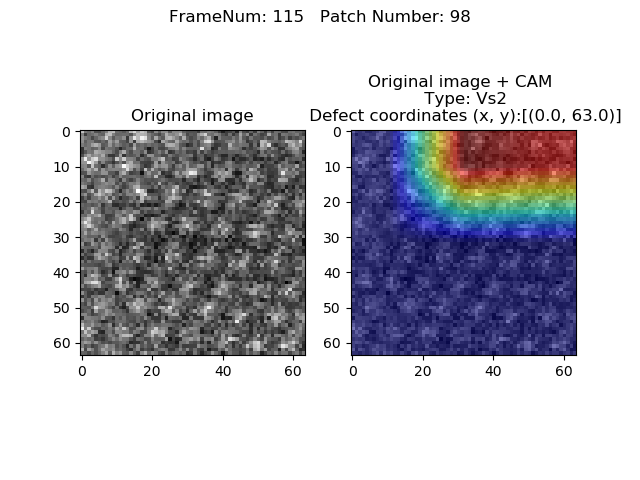 FrameNum: 115   Patch Number: 98
Original image
0
10
20
30
40
50
60
0 20 40 60
Original image + CAM
Type: Vs2
Defect coordinates (x, y):[(0.0, 63.0)]
0
10
20
30
40
50
60
0 20 40 60